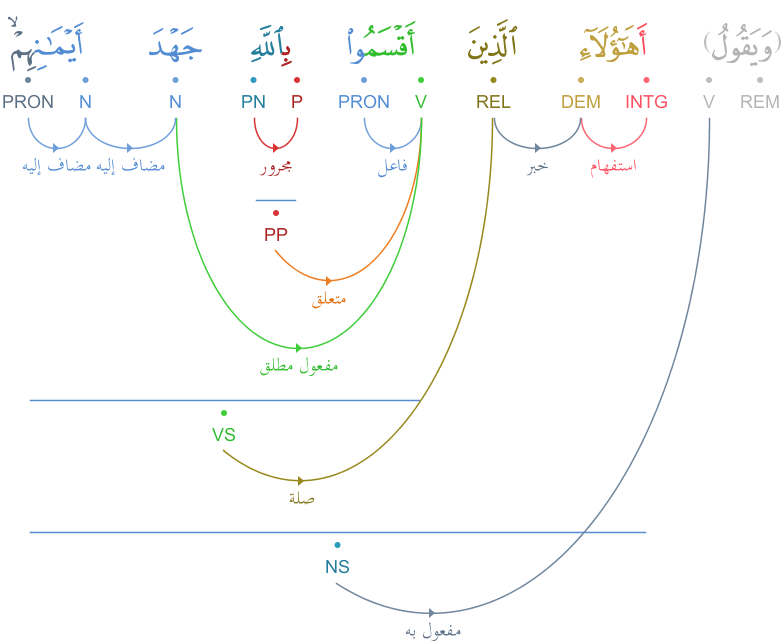 (وَيَقُولُ) أَهَٰٓؤُلَآءِ ٱلَّذِينَ أَقْسَمُوا۟ بِٱللَّهِ جَهْدَ أَيْمَٰنِهِمْ ۙ
REM V INTG DEM REL V PRON P PN N N PRON
استفهام خبر فاعل مجرور مضاف إليه مضاف إليه
PP
متعلق
مفعول مطلق
VS
صلة
NS
مفعول به